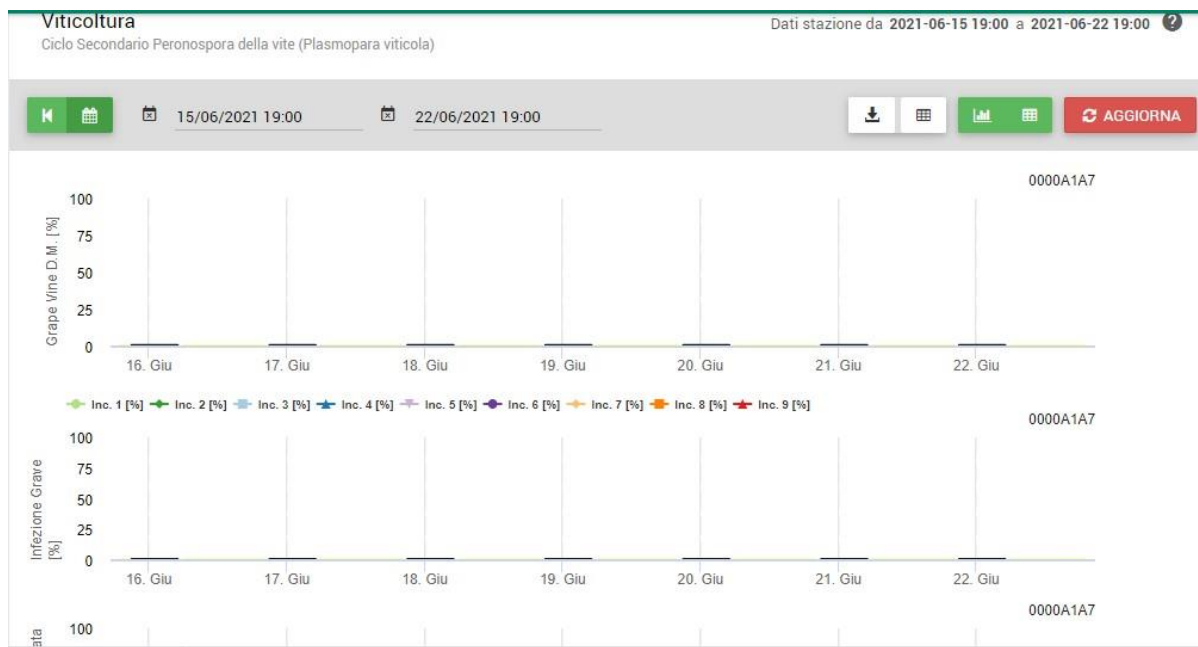 Viticoltura
Dati stazione da 2021-06-15 19:00 a 2021-06-22 19:00
Ciclo Secondario Peronospora della vite (Plasmopara viticola)
15/06/2021 19:00 22/06/2021 19:00 AGGIORNA
0000A1A7
Grape Vine D.M. [%]
100
75
50
25
0
16. Giu 17. Giu 18. Giu 19. Giu 20. Giu 21. Giu 22. Giu
Inc. 1 [%] Inc. 2 [%] Inc. 3 [%] Inc. 4 [%] Inc. 5 [%] Inc. 6 [%] Inc. 7 [%] Inc. 8 [%] Inc. 9 [%]
0000A1A7
Infezione Grave
[%]
100
75
50
25
0
16. Giu 17. Giu 18. Giu 19. Giu 20. Giu 21. Giu 22. Giu
0000A1A7
100